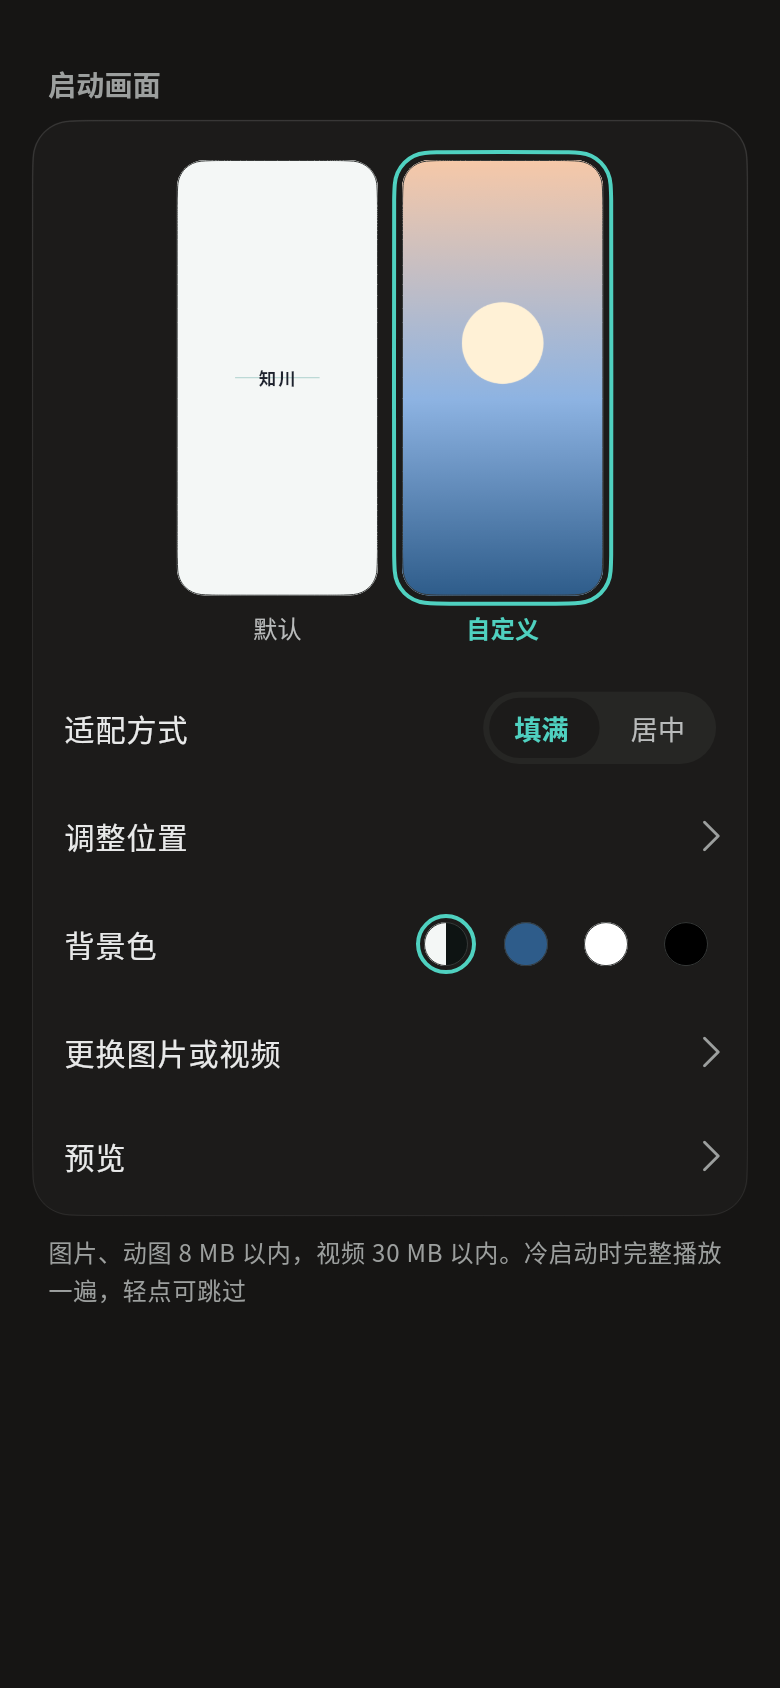 启动画面
知川
默认
自定义
适配方式
填满
居中
调整位置
背景色
更换图片或视频
预览
图片、动图 8 MB 以内，视频 30 MB 以内。冷启动时完整播放
一遍，轻点可跳过